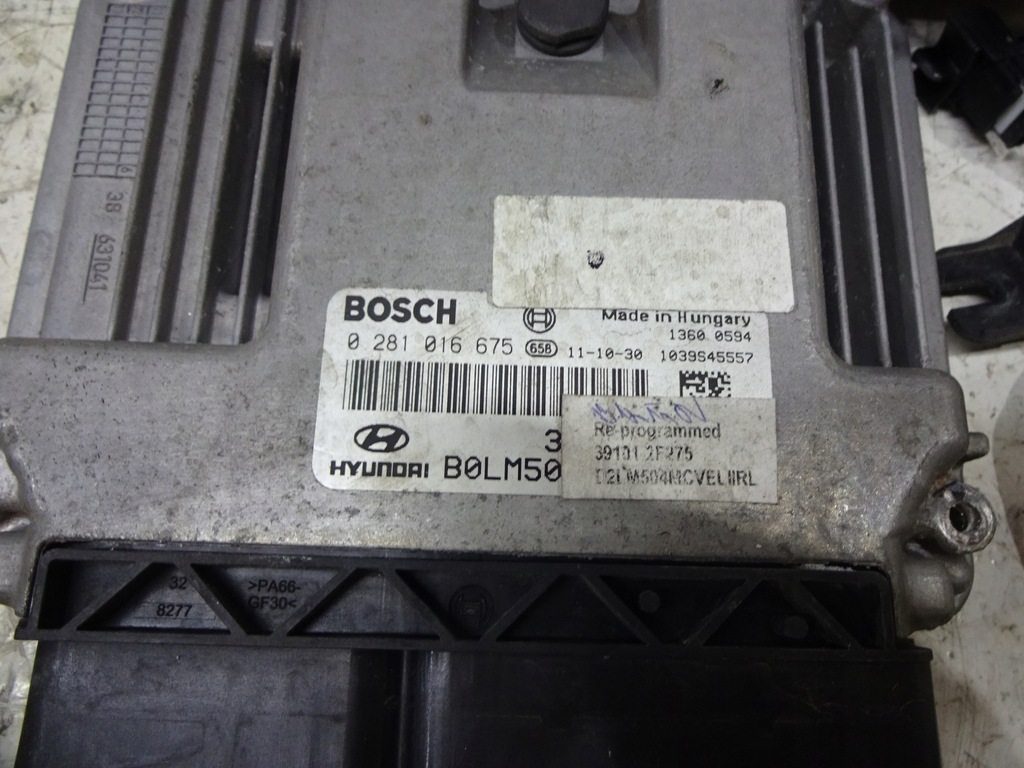 38
631041
BOSCH
Made in Hungary
1360 0594
0 281 016 675 658 11-10-30 1039S45557
3
HYUNDAI B0LM50
Re-programmed
39101 2F275
32
8277
>PA66-
GF30<